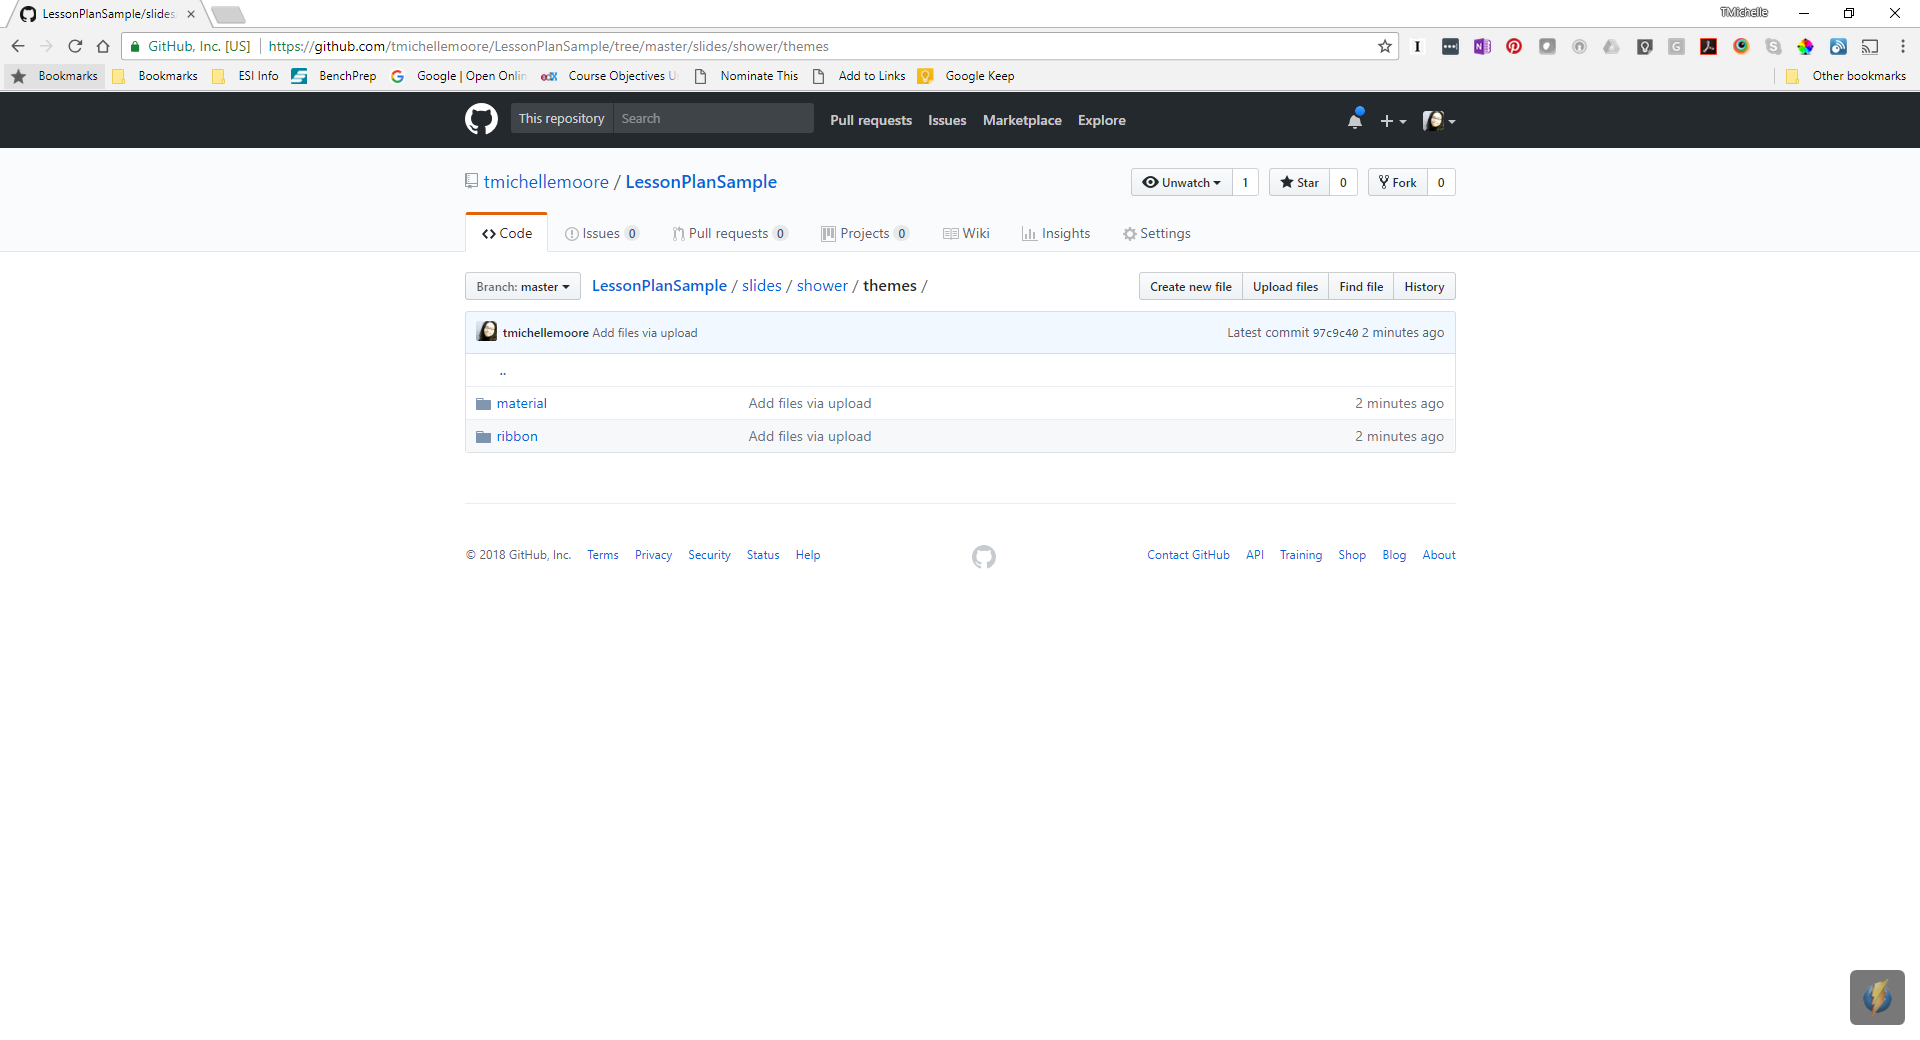 LessonPlanSample/slides
TMichelle
GitHub, Inc. [US] https://github.com/tmichellemoore/LessonPlanSample/tree/master/slides/shower/themes
Bookmarks Bookmarks ESI Info BenchPrep Google | Open Onlin Course Objectives U Nominate This Add to Links Google Keep Other bookmarks
This repository Search Pull requests Issues Marketplace Explore
tmichellemoore / LessonPlanSample Unwatch 1 Star 0 Fork 0
Code Issues 0 Pull requests 0 Projects 0 Wiki Insights Settings
Branch: master LessonPlanSample / slides / shower / themes / Create new file Upload files Find file History
tmichellemoore Add files via upload Latest commit 97c9c40 2 minutes ago
..
material Add files via upload 2 minutes ago
ribbon Add files via upload 2 minutes ago
© 2018 GitHub, Inc. Terms Privacy Security Status Help Contact GitHub API Training Shop Blog About